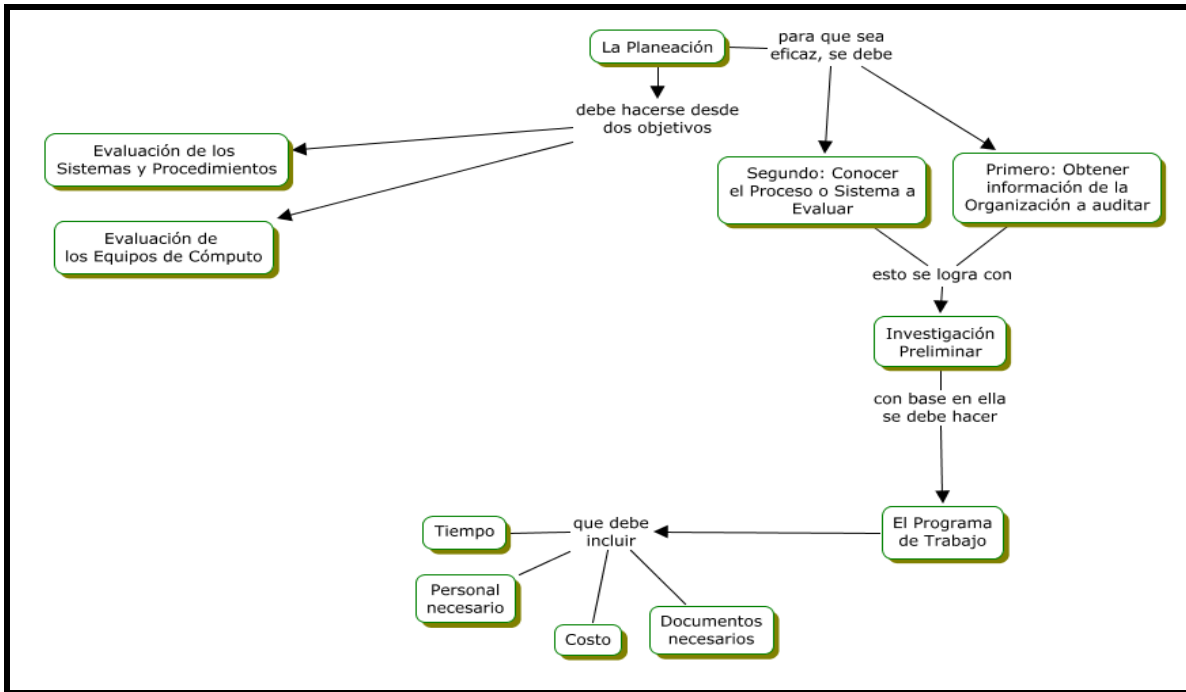 La Planeación
para que sea
eficaz, se debe
debe hacerse desde
dos objetivos
Evaluación de los
Sistemas y Procedimientos
Evaluación de
los Equipos de Cómputo
Segundo: Conocer
el Proceso o Sistema a
Evaluar
Primero: Obtener
información de la
Organización a auditar
esto se logra con
Investigación
Preliminar
con base en ella
se debe hacer
El Programa
de Trabajo
que debe
incluir
Tiempo
Personal
necesario
Costo
Documentos
necesarios